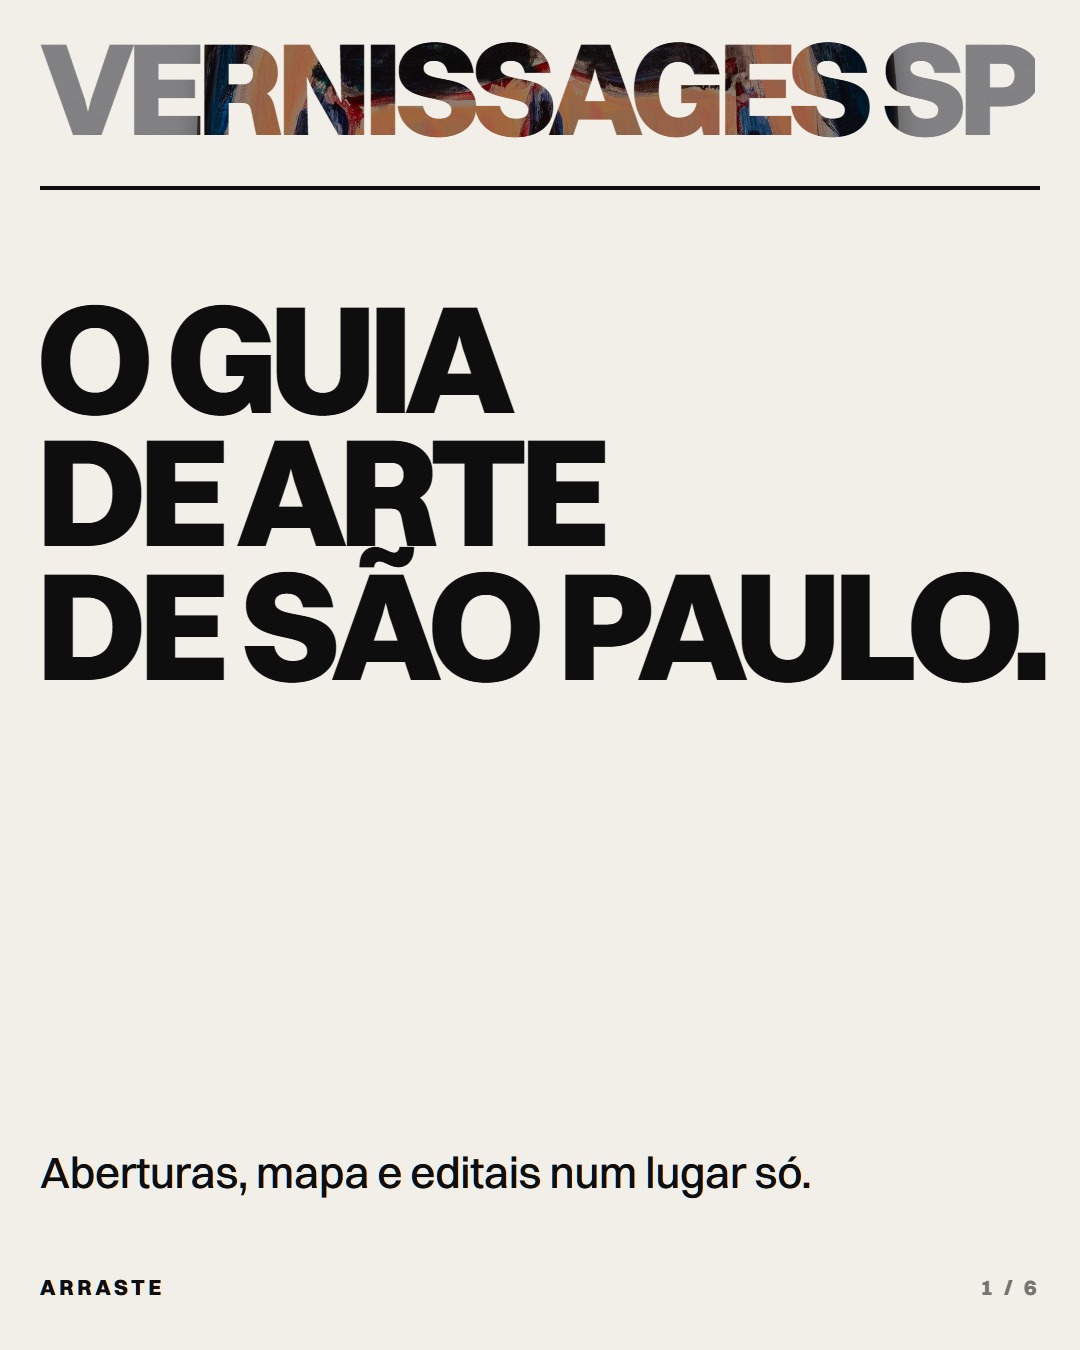 VERNISSAGES SP
O GUIA
DE ARTE
DE SÃO PAULO.
Aberturas, mapa e editais num lugar só.
ARRASTE
1 / 6